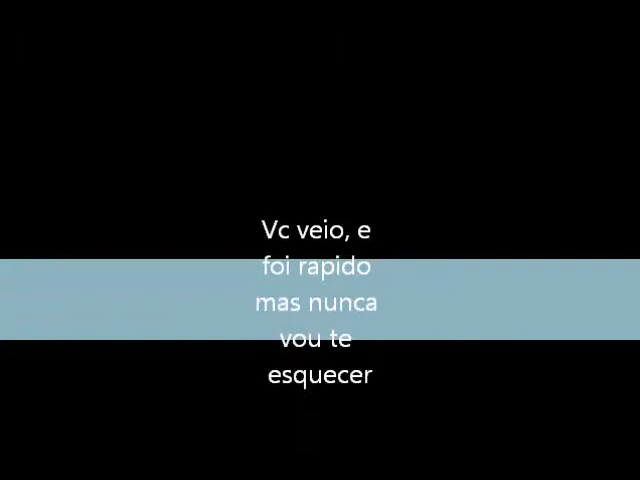 Vc veio, e
foi rapido
mas nunca
vou te
esquecer